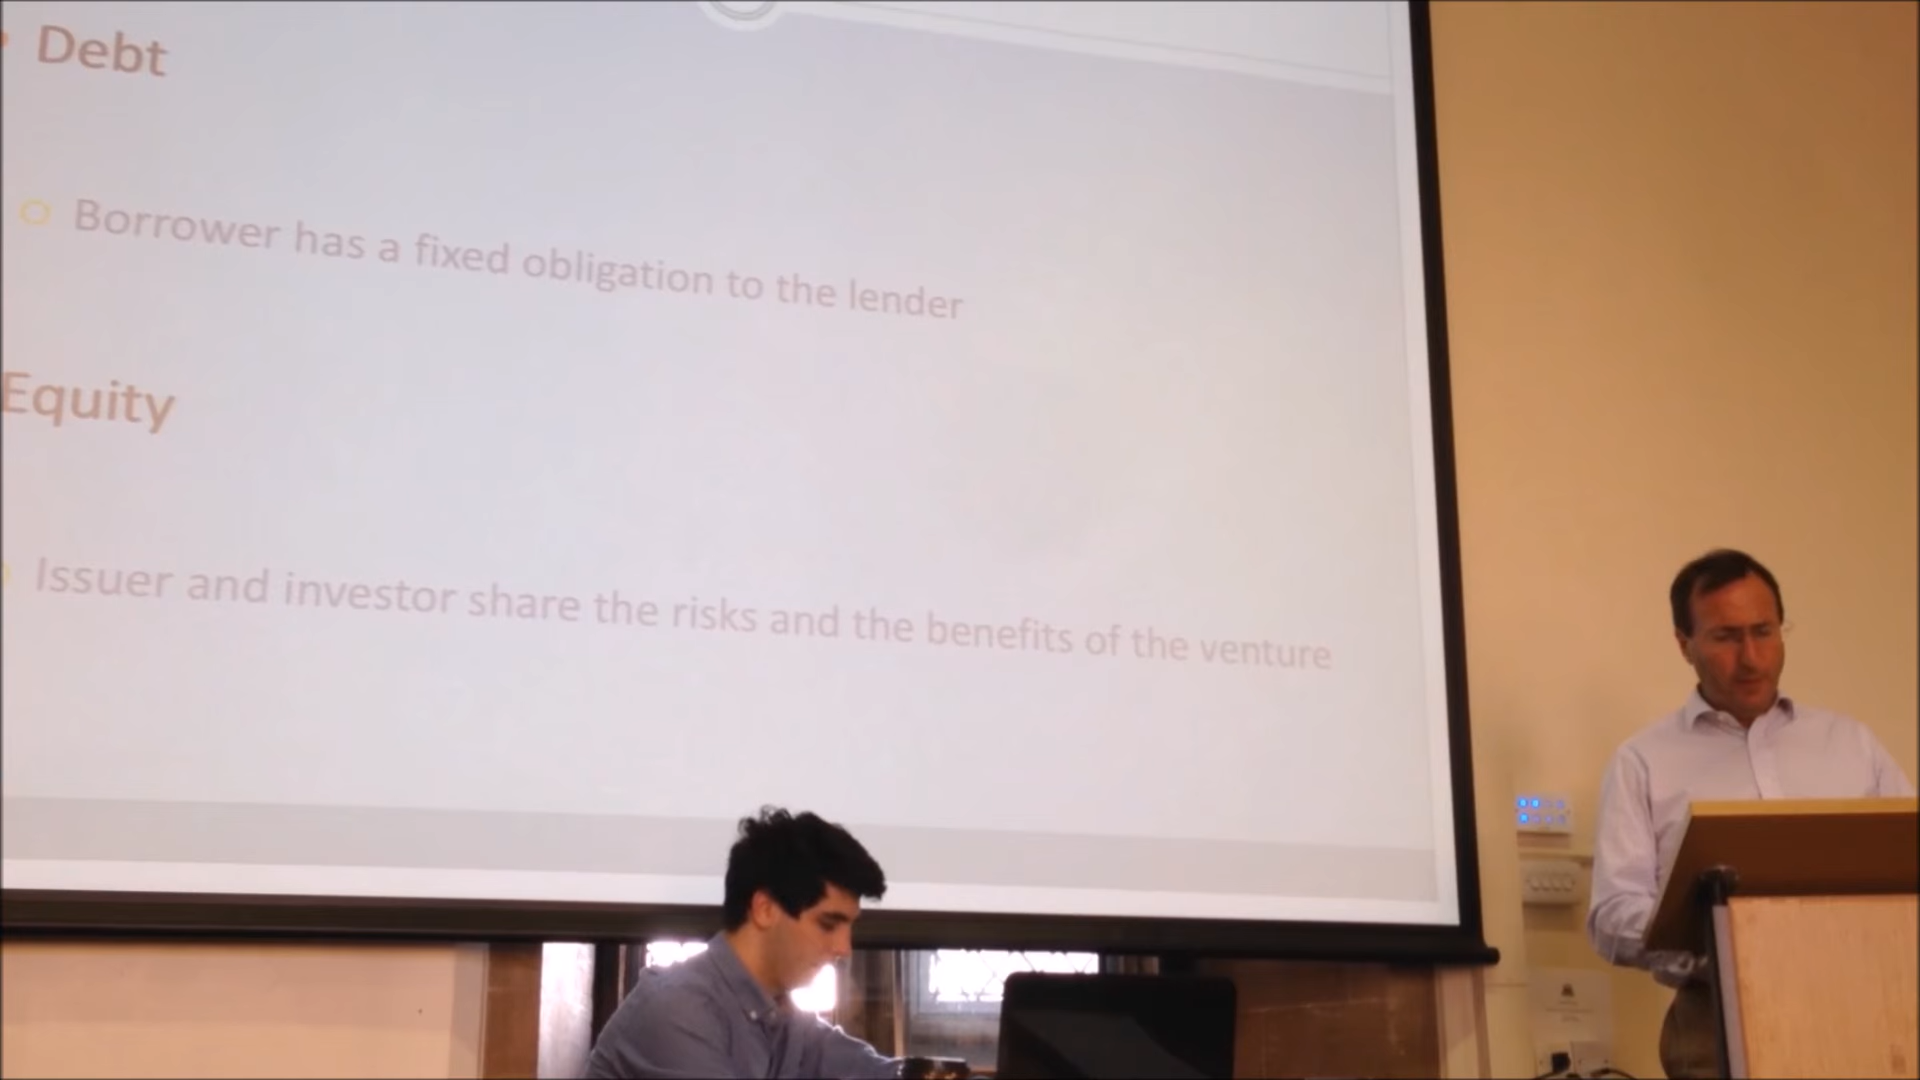 Debt
Borrower has a fixed obligation to the lender
Equity
Issuer and investor share the risks and the benefits of the venture